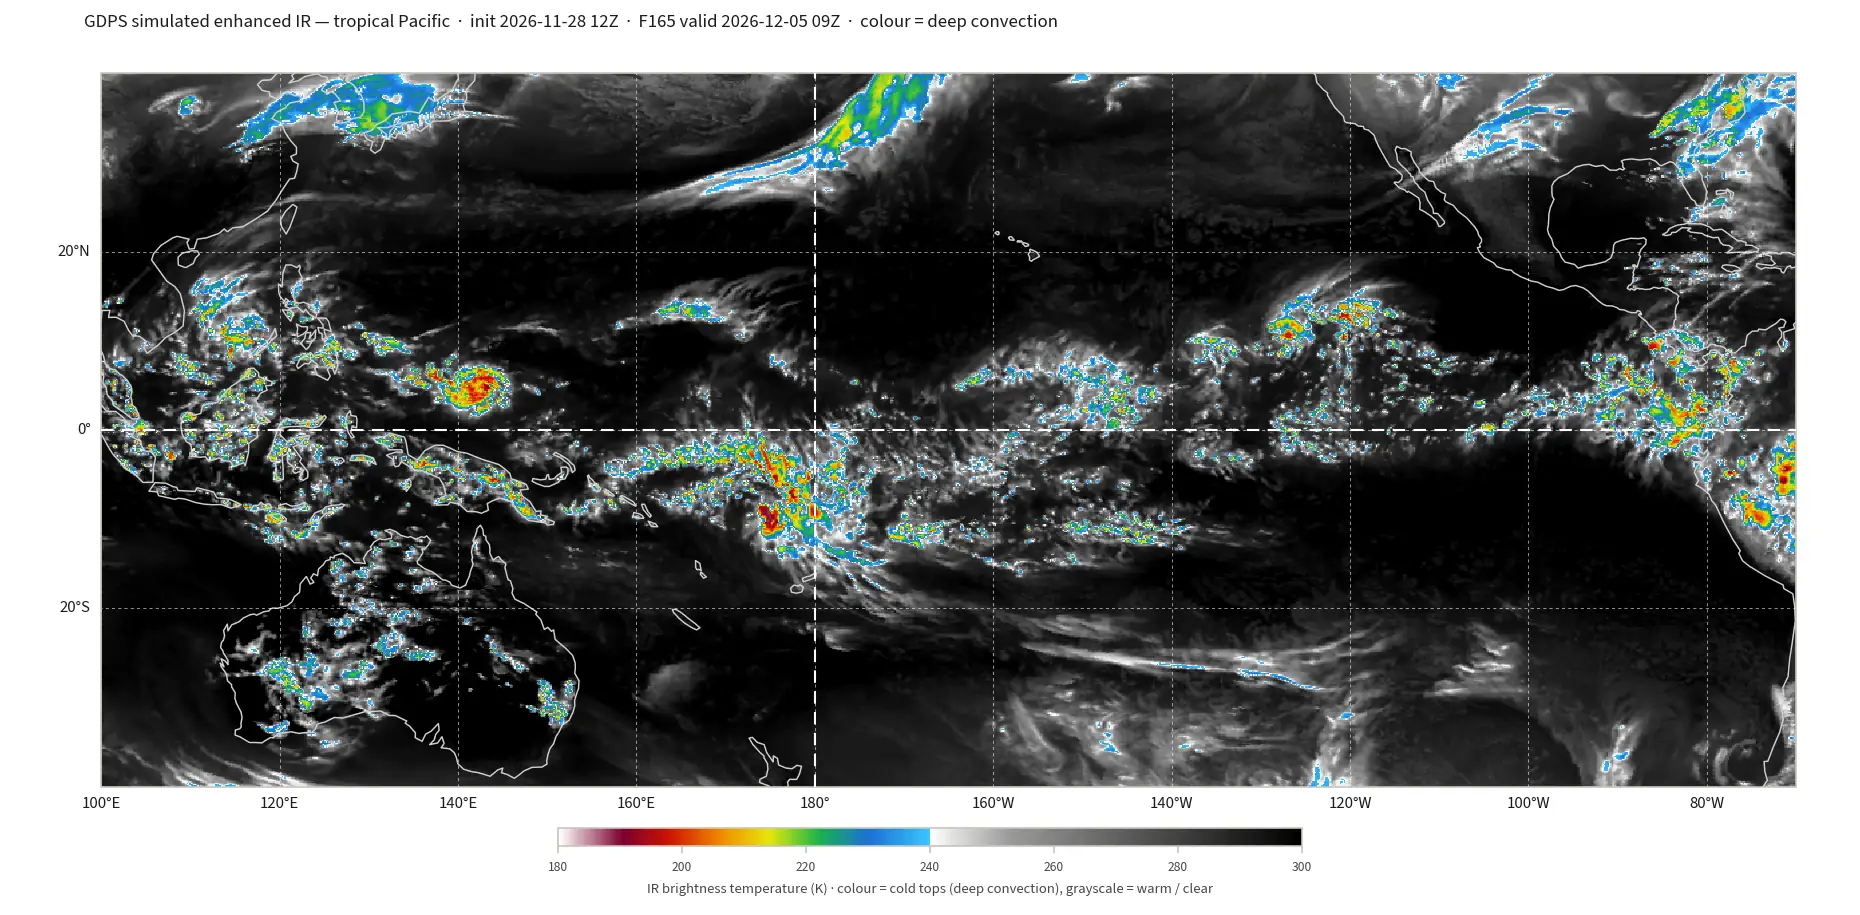 GDPS simulated enhanced IR — tropical Pacific · init 2026-11-28 12Z · F165 valid 2026-12-05 09Z · colour = deep convection
20°N
0°
20°S
100°E 120°E 140°E 160°E 180° 160°W 140°W 120°W 100°W 80°W
180 200 220 240 260 280 300
IR brightness temperature (K) · colour = cold tops (deep convection), grayscale = warm / clear